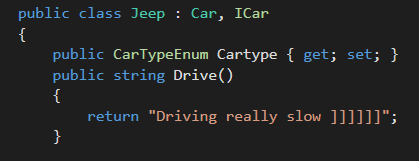 public class Jeep : Car, ICar
{
    public CarTypeEnum Cartype { get; set; }
    public string Drive()
    {
        return "Driving really slow ]]]]]]";
    }